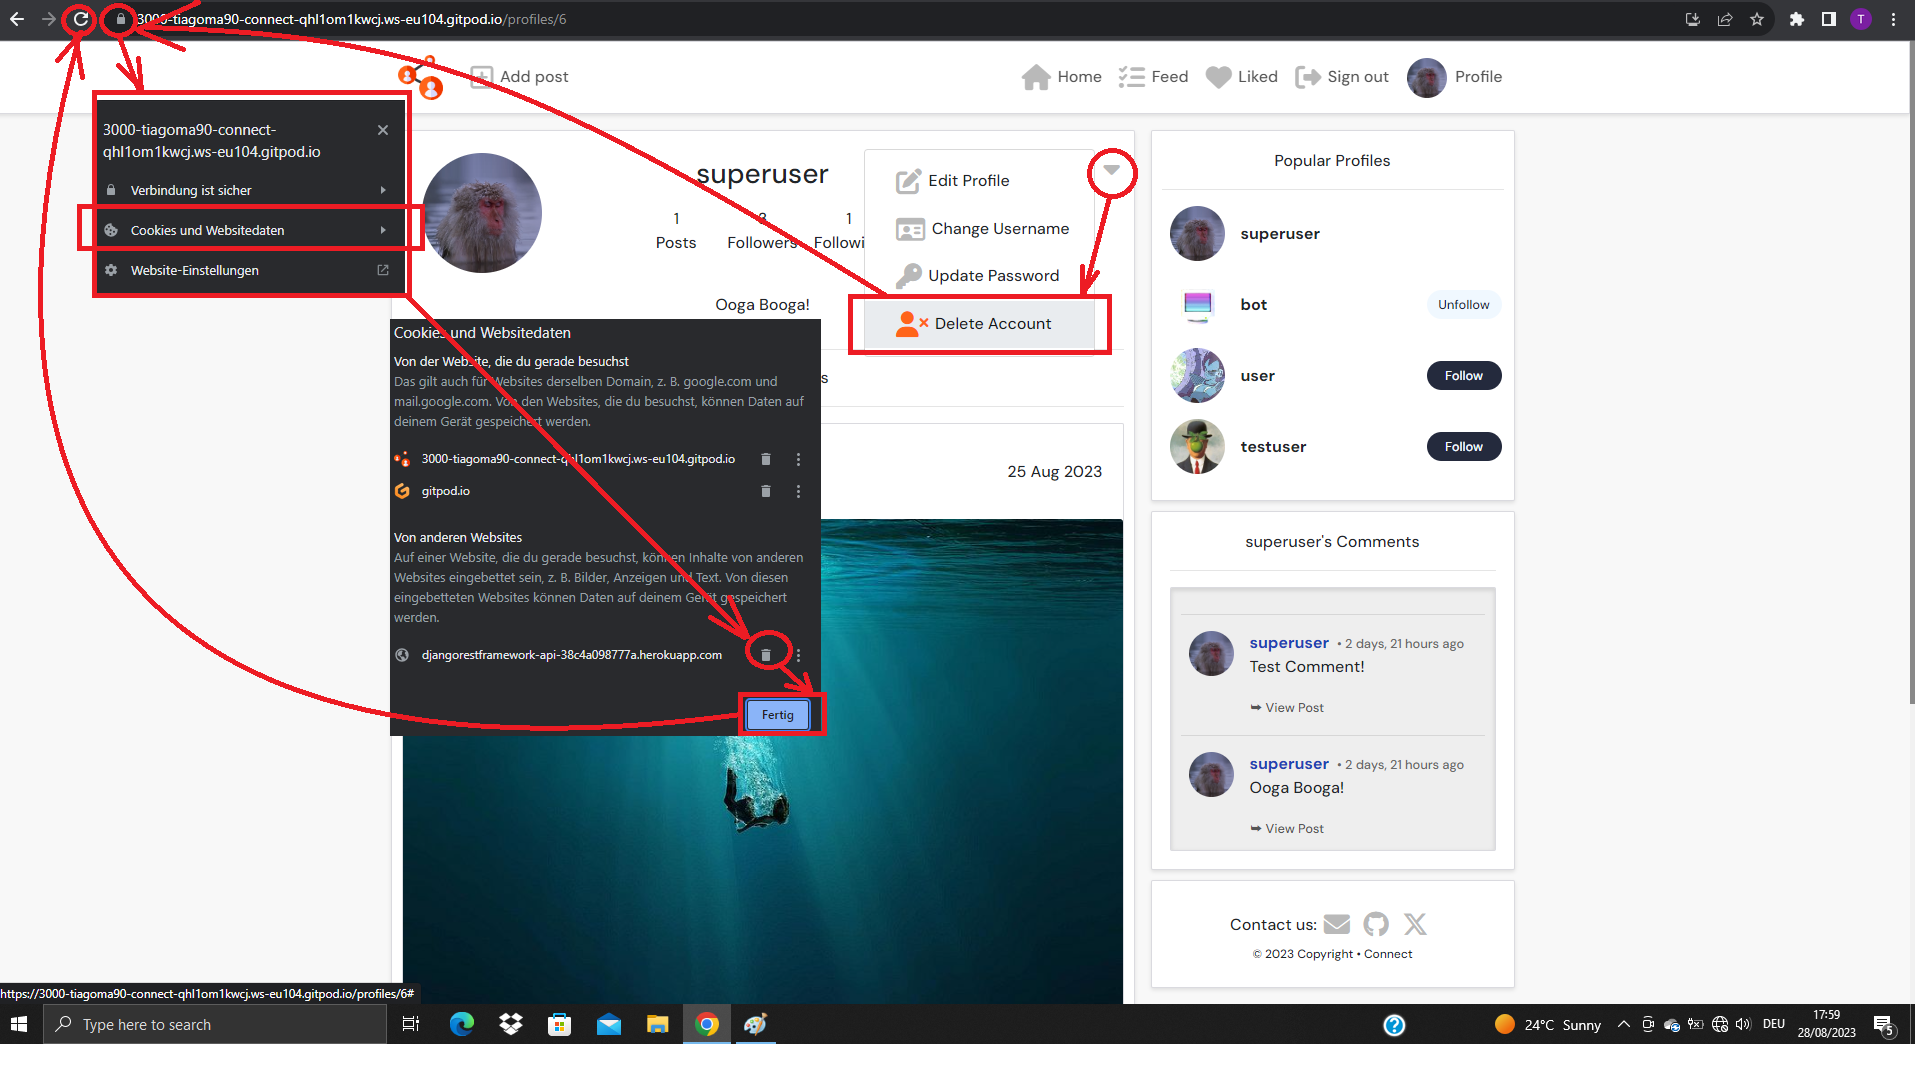 3000-tiagoma90-connect-qhl1om1kwcj.ws-eu104.gitpod.io/profiles/6
T
Add post
Home
Feed
Liked
Sign out
Profile
3000-tiagoma90-connect-
qhl1om1kwcj.ws-eu104.gitpod.io
Verbindung ist sicher
Cookies und Websitedaten
Website-Einstellungen
superuser
1
Posts
3
Followers
1
Followi
Ooga Booga!
Edit Profile
Change Username
Update Password
Delete Account
s
25 Aug 2023
Cookies und Websitedaten
Von der Website, die du gerade besuchst
Das gilt auch für Websites derselben Domain, z. B. google.com und
mail.google.com. Von den Websites, die du besuchst, können Daten auf
deinem Gerät gespeichert werden.
3000-tiagoma90-connect-qhl1om1kwcj.ws-eu104.gitpod.io
gitpod.io
Von anderen Websites
Auf einer Website, die du gerade besuchst, können Inhalte von anderen
Websites eingebettet sein, z. B. Bilder, Anzeigen und Text. Von diesen
eingebetteten Websites können Daten auf deinem Gerät gespeichert
werden.
djangorestframework-api-38c4a098777a.herokuapp.com
Fertig
Popular Profiles
superuser
bot
Unfollow
user
Follow
testuser
Follow
superuser's Comments
superuser • 2 days, 21 hours ago
Test Comment!
View Post
superuser • 2 days, 21 hours ago
Ooga Booga!
View Post
Contact us:
© 2023 Copyright • Connect
https://3000-tiagoma90-connect-qhl1om1kwcj.ws-eu104.gitpod.io/profiles/6#
Type here to search
24°C Sunny
DEU
17:59
28/08/2023
5